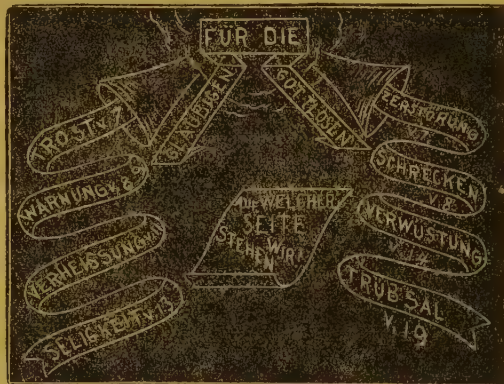 FÜR DIE
GLÄUBIGEN
TROST v. 7
WARNUNG v. 8,9
VERHEISSUNG v. 11
SELIGKEIT v. 13
GOTTLOSEN
ZERSTÖRUNG
SCHRECKEN
v. 8
VERWÜSTUNG
v. 14
TRÜBSAL
v. 19
AUF WELCHER
SEITE
STEHEN WIR?